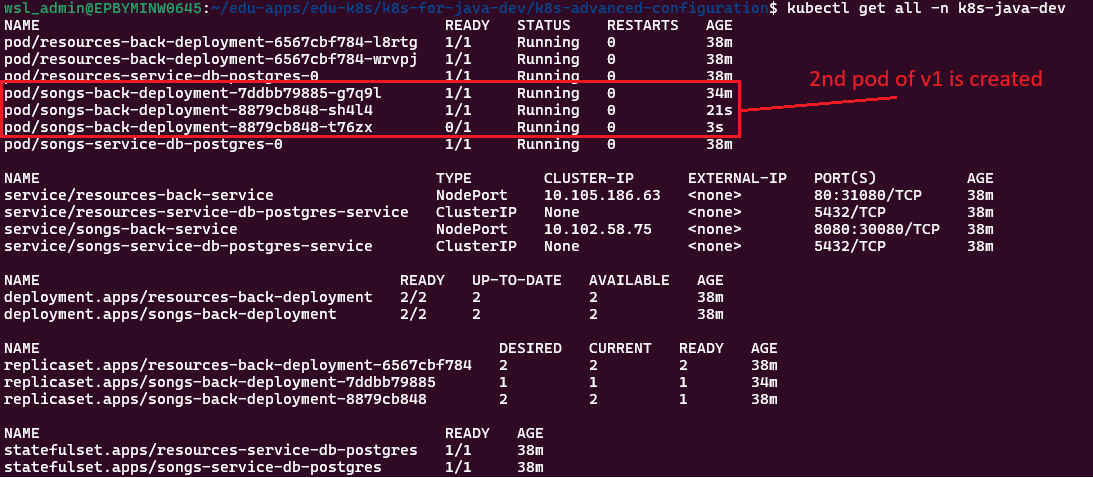 wsl_admin@EPBYMINW0645:~/edu-apps/edu-k8s/k8s-for-java-dev/k8s-advanced-configuration$ kubectl get all -n k8s-java-dev
NAME READY STATUS RESTARTS AGE
pod/resources-back-deployment-6567cbf784-l8rtg 1/1 Running 0 38m
pod/resources-back-deployment-6567cbf784-wrvpj 1/1 Running 0 38m
pod/resources-service-db-postgres-0 1/1 Running 0 38m
pod/songs-back-deployment-7ddbb79885-g7q9l 1/1 Running 0 34m
2nd pod of v1 is created
pod/songs-back-deployment-8879cb848-sh4l4 1/1 Running 0 21s
pod/songs-back-deployment-8879cb848-t76zx 0/1 Running 0 3s
pod/songs-service-db-postgres-0 1/1 Running 0 38m
NAME TYPE CLUSTER-IP EXTERNAL-IP PORT(S) AGE
service/resources-back-service NodePort 10.105.186.63 <none> 80:31080/TCP 38m
service/resources-service-db-postgres-service ClusterIP None <none> 5432/TCP 38m
service/songs-back-service NodePort 10.102.58.75 <none> 8080:30080/TCP 38m
service/songs-service-db-postgres-service ClusterIP None <none> 5432/TCP 38m
NAME READY UP-TO-DATE AVAILABLE AGE
deployment.apps/resources-back-deployment 2/2 2 2 38m
deployment.apps/songs-back-deployment 2/2 2 2 38m
NAME DESIRED CURRENT READY AGE
replicaset.apps/resources-back-deployment-6567cbf784 2 2 2 38m
replicaset.apps/songs-back-deployment-7ddbb79885 1 1 1 34m
replicaset.apps/songs-back-deployment-8879cb848 2 2 1 38m
NAME READY AGE
statefulset.apps/resources-service-db-postgres 1/1 38m
statefulset.apps/songs-service-db-postgres 1/1 38m